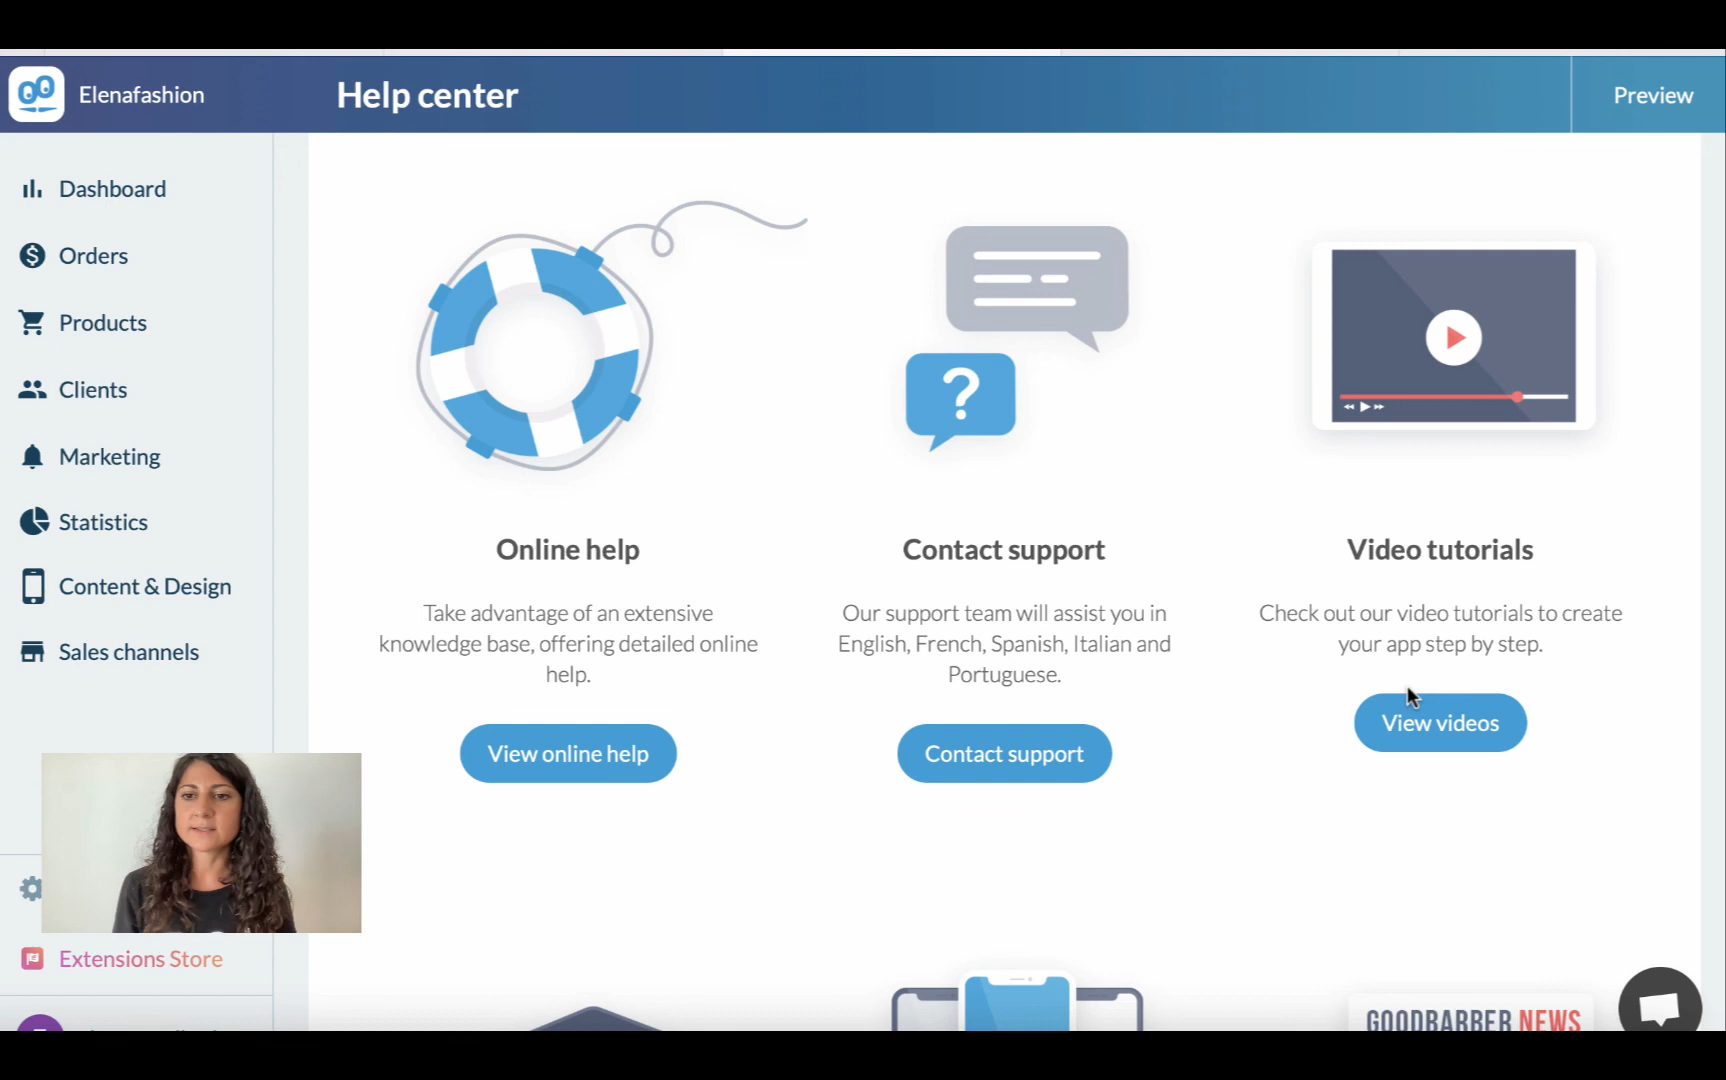 Elenafashion
Help center
Preview
Dashboard
Orders
Products
Clients
Marketing
Statistics
Content & Design
Sales channels
Extensions Store
Online help
Take advantage of an extensive
knowledge base, offering detailed online
help.
View online help
Contact support
Our support team will assist you in
English, French, Spanish, Italian and
Portuguese.
Contact support
Video tutorials
Check out our video tutorials to create
your app step by step.
View videos
?
GOODBARBER NEWS